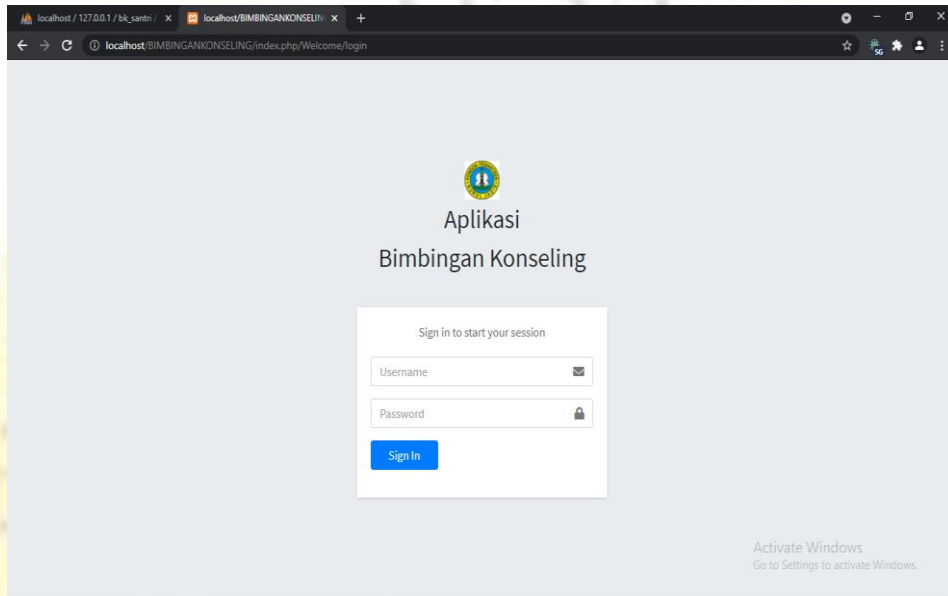 localhost / 127.0.0.1 / bk_santri /
localhost/BIMBINGANKONSELIN
localhost/BIMBINGANKONSELING/index.php/Welcome/login
SG
Aplikasi
Bimbingan Konseling
Sign in to start your session
Username
Password
Sign In
Activate Windows
Go to Settings to activate Windows.